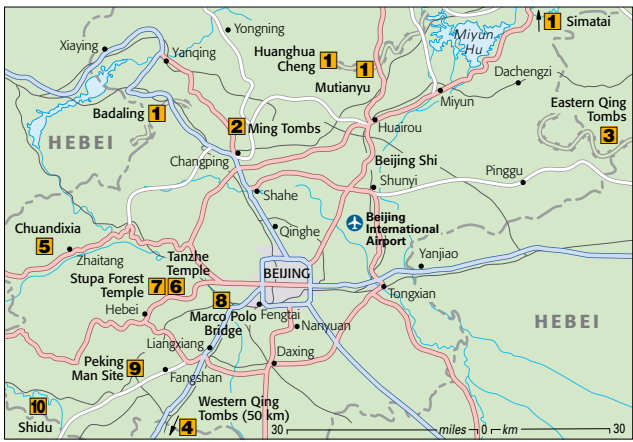 Yongning
1
Simatai
Xiaying
Yanqing
Huanghua
Cheng
1
1
Mutianyu
Miyun
Hu
Dachengzi
Miyun
Eastern Qing
Tombs
3
Badaling
1
2
Ming Tombs
Huairou
HEBEI
Changping
Beijing Shi
Shunyi
Pinggu
Shahe
Chuandixia
5
Qinghe
Beijing
International
Airport
Zhaitang
Tanzhe
Temple
Yanjiao
Stupa Forest
Temple
7
6
BEIJING
Tongxian
8
Hebei
Marco Polo
Bridge
Fengtai
Nanyuan
HEBEI
Liangxiang
Daxing
Peking
Man Site
9
Fangshan
10
Shidu
Western Qing
Tombs (50 km)
4
30
miles
0
km
30